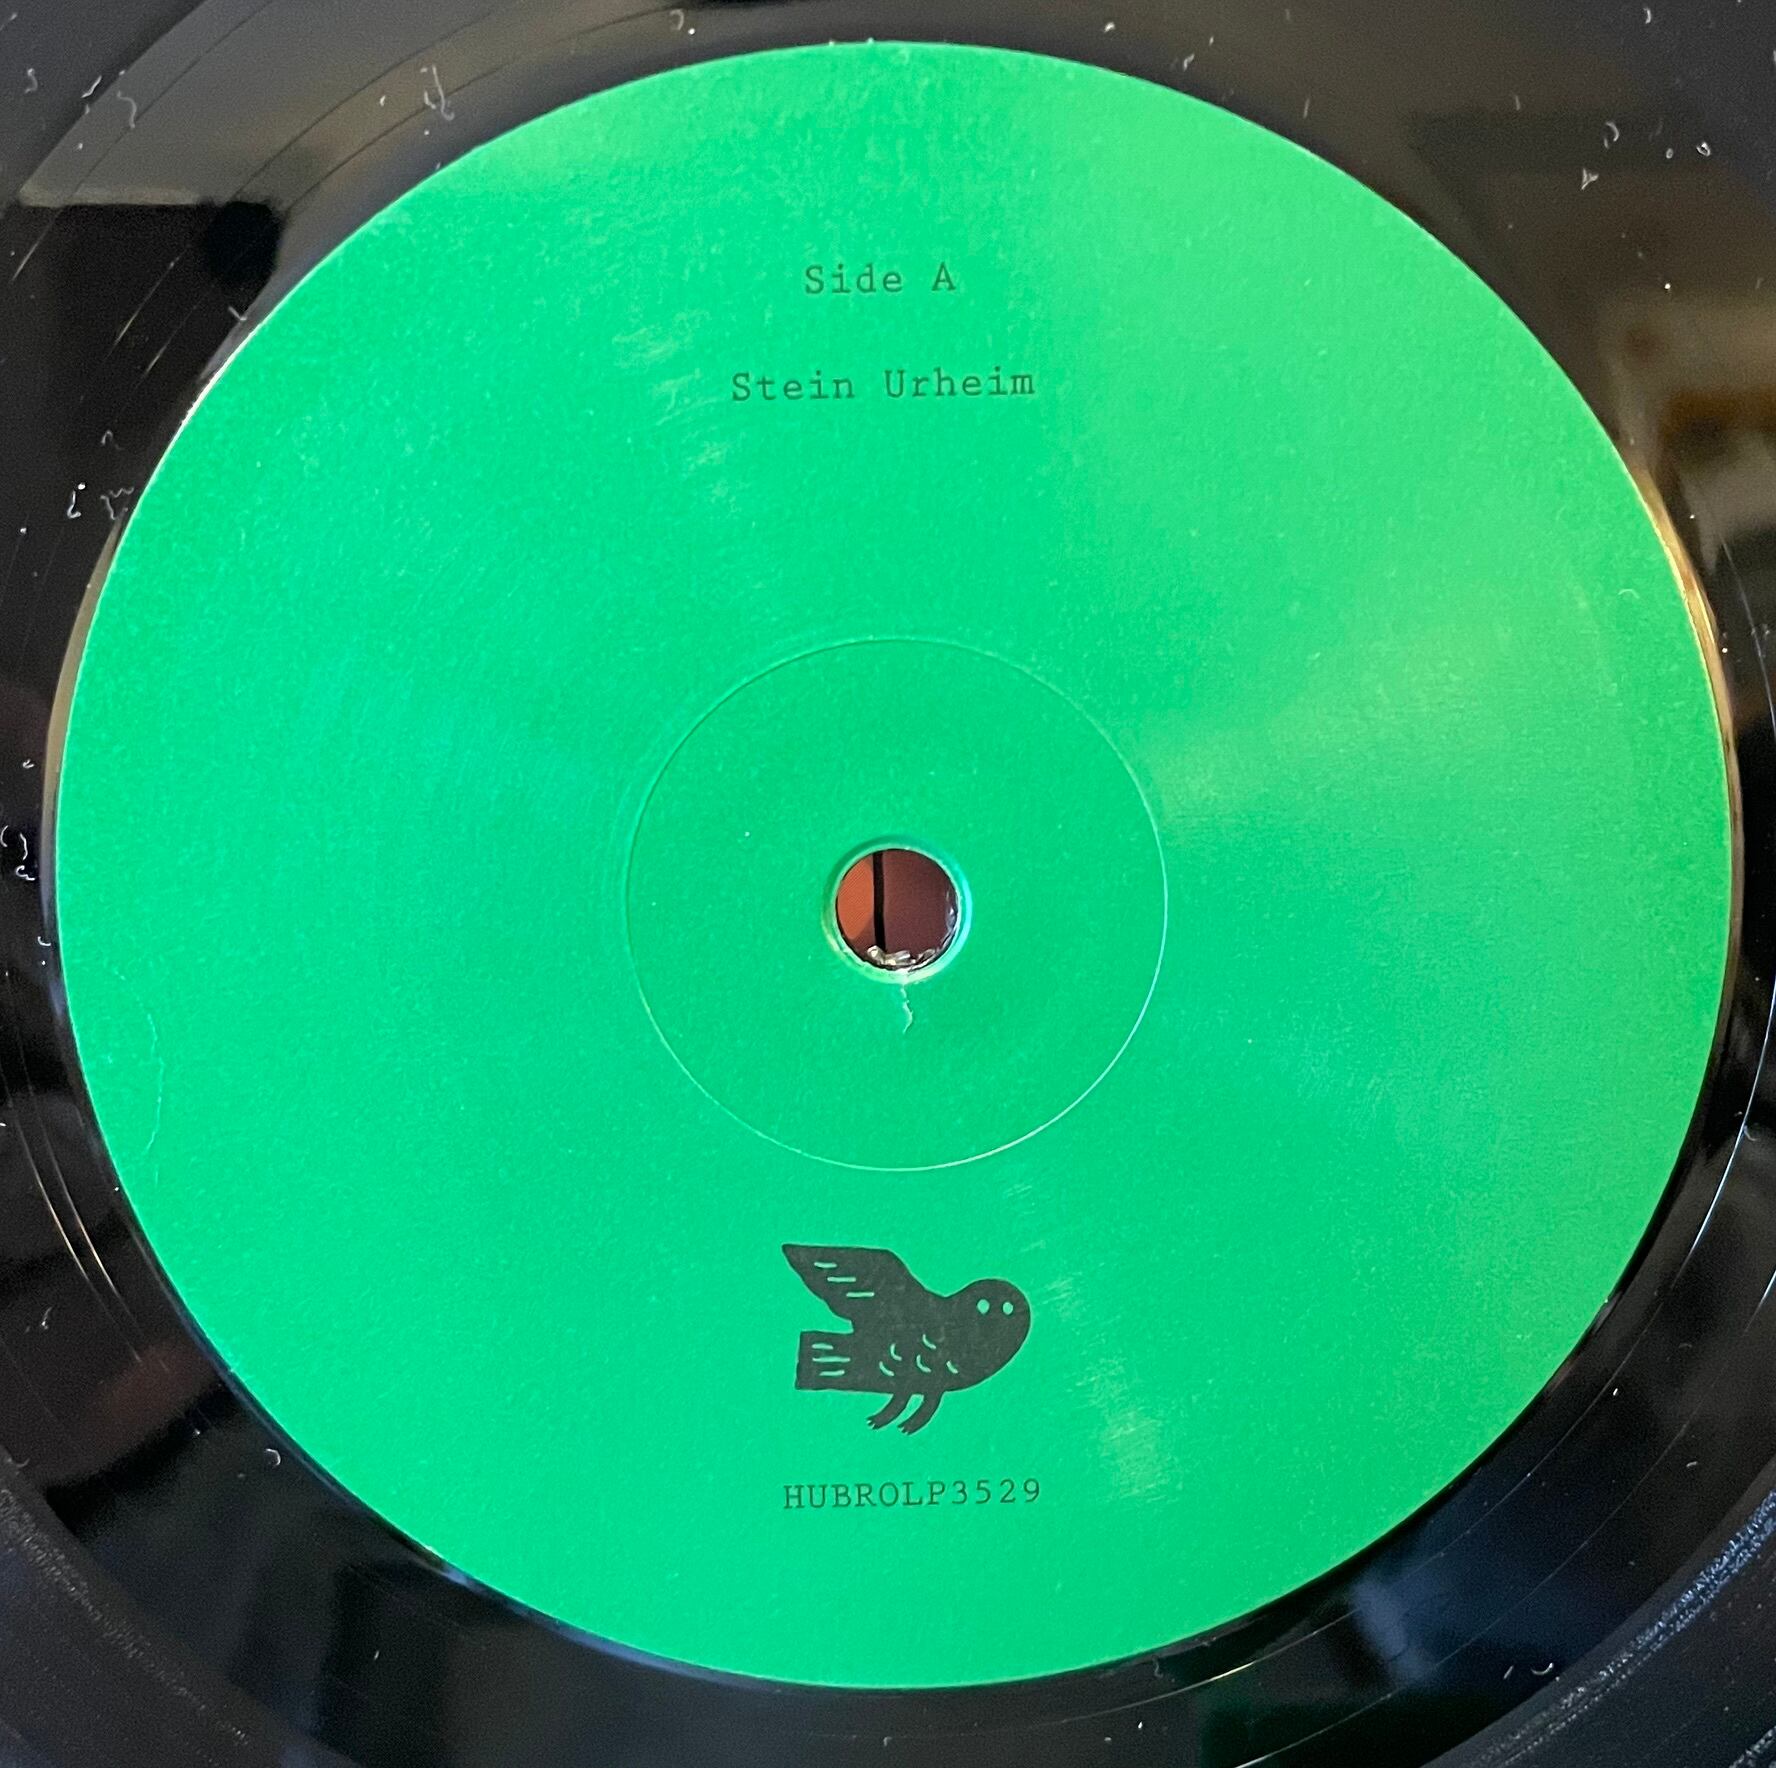 Side A
Stein Urheim
HUBROLP3529